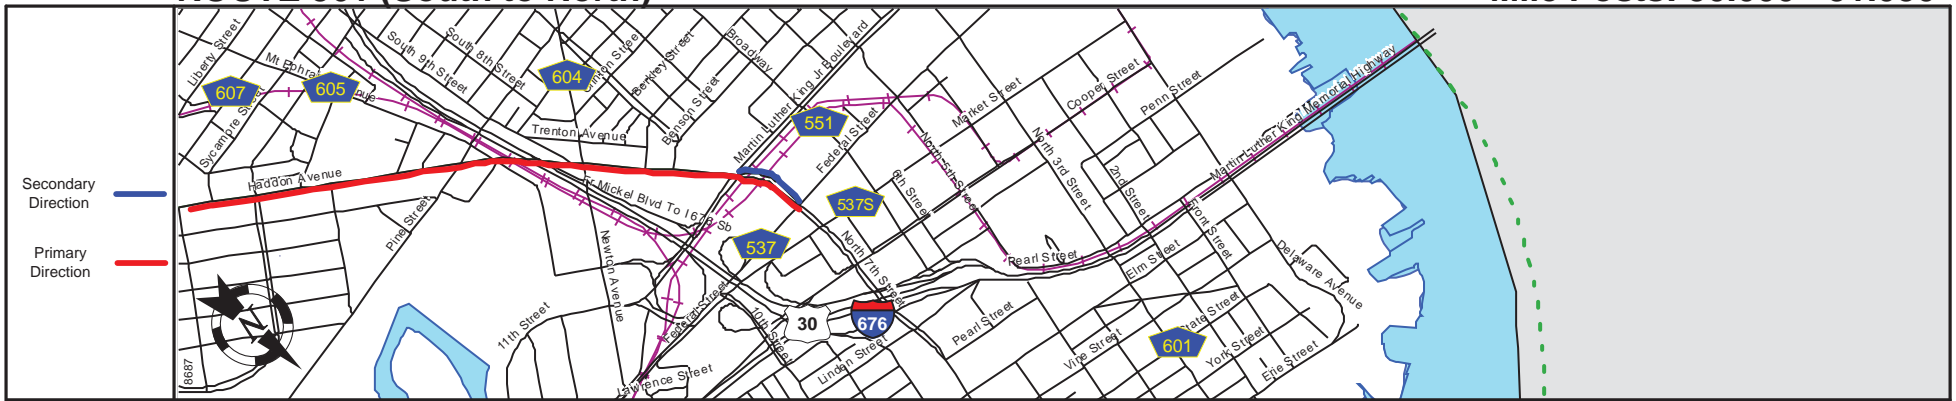 Secondary
Direction
Primary
Direction
Liberty Street
607
605
Sycamore Street
South 9th Street
South 8th Street
604
Berkley Street
Benson Street
Broadway
Trenton Avenue
Haddon Avenue
Martin Luther King Jr Boulevard
551
Federal Street
Market Street
Cooper Street
Penn Street
Martin Luther King Memorial Highway
North 5th Street
North 3rd Street
6th Street
2nd Street
Front Street
537S
537
Pine Street
Newton Avenue
North 7th Street
Pearl Street
Elm Street
Delaware Avenue
11th Street
Federal Street
10th Street
30
676
Pearl Street
Linden Street
Lawrence Street
Vine Street
State Street
601
York Street
Erie Street
N
8687